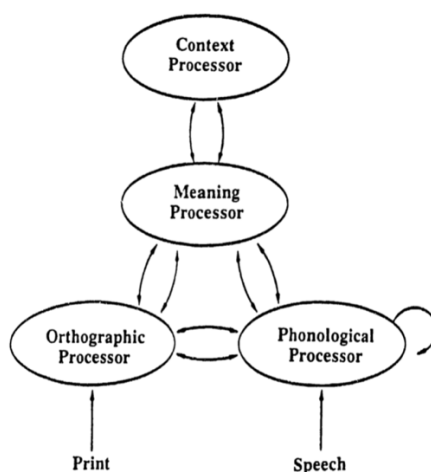 Context
Processor
Meaning
Processor
Orthographic
Processor
Phonological
Processor
Print
Speech